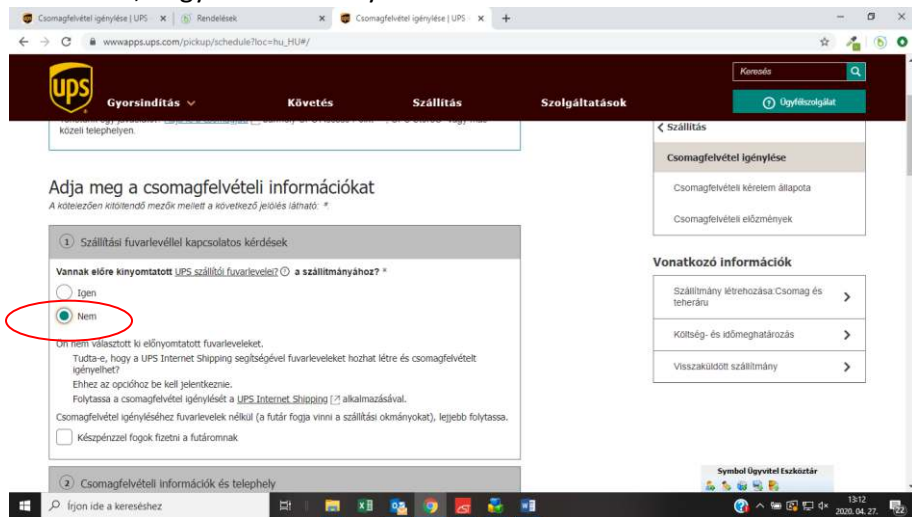 Csomagfelvétel igénylése | UPS
Rendelések
Csomagfelvétel igénylése | UPS
wwwapps.ups.com/pickup/schedule?loc=hu_HU#/
Keresés
ups
Gyorsindítás
Követés
Szállítás
Szolgáltatások
Ügyfélszolgálat
közeli telephelyen.
Szállítás
Csomagfelvétel igénylése
Csomagfelvételi kérelem állapota
Csomagfelvételi előzmények
Adja meg a csomagfelvételi információkat
A kötelezően kitöltendő mezők mellett a következő jelölés látható: *.
1 Szállítási fuvarlevéllel kapcsolatos kérdések
Vannak előre kinyomtatott UPS szállítói fuvarlevelei? a szállítmányához? *
Igen
Nem
Ön nem választott ki előnyomtatott fuvarleveleket.
Tudta-e, hogy a UPS Internet Shipping segítségével fuvarleveleket hozhat létre és csomagfelvételt
igényelhet?
Ehhez az opcióhoz be kell jelentkeznie.
Folytassa a csomagfelvétel igénylését a UPS Internet Shipping alkalmazásával.
Csomagfelvétel igényléséhez fuvarlevelek nélkül (a futár fogja vinni a szállítási okmányokat), lejjebb folytassa.
Készpénzzel fogok fizetni a futáromnak
2 Csomagfelvételi információk és telephely
Vonatkozó információk
Szállítmány létrehozása:Csomag és
teheráru
Költség- és időmeghatározás
Visszaküldött szállítmány
Symbol Ügyvitel Eszköztár
Írjon ide a kereséshez
13:12
2020. 04. 27.
22